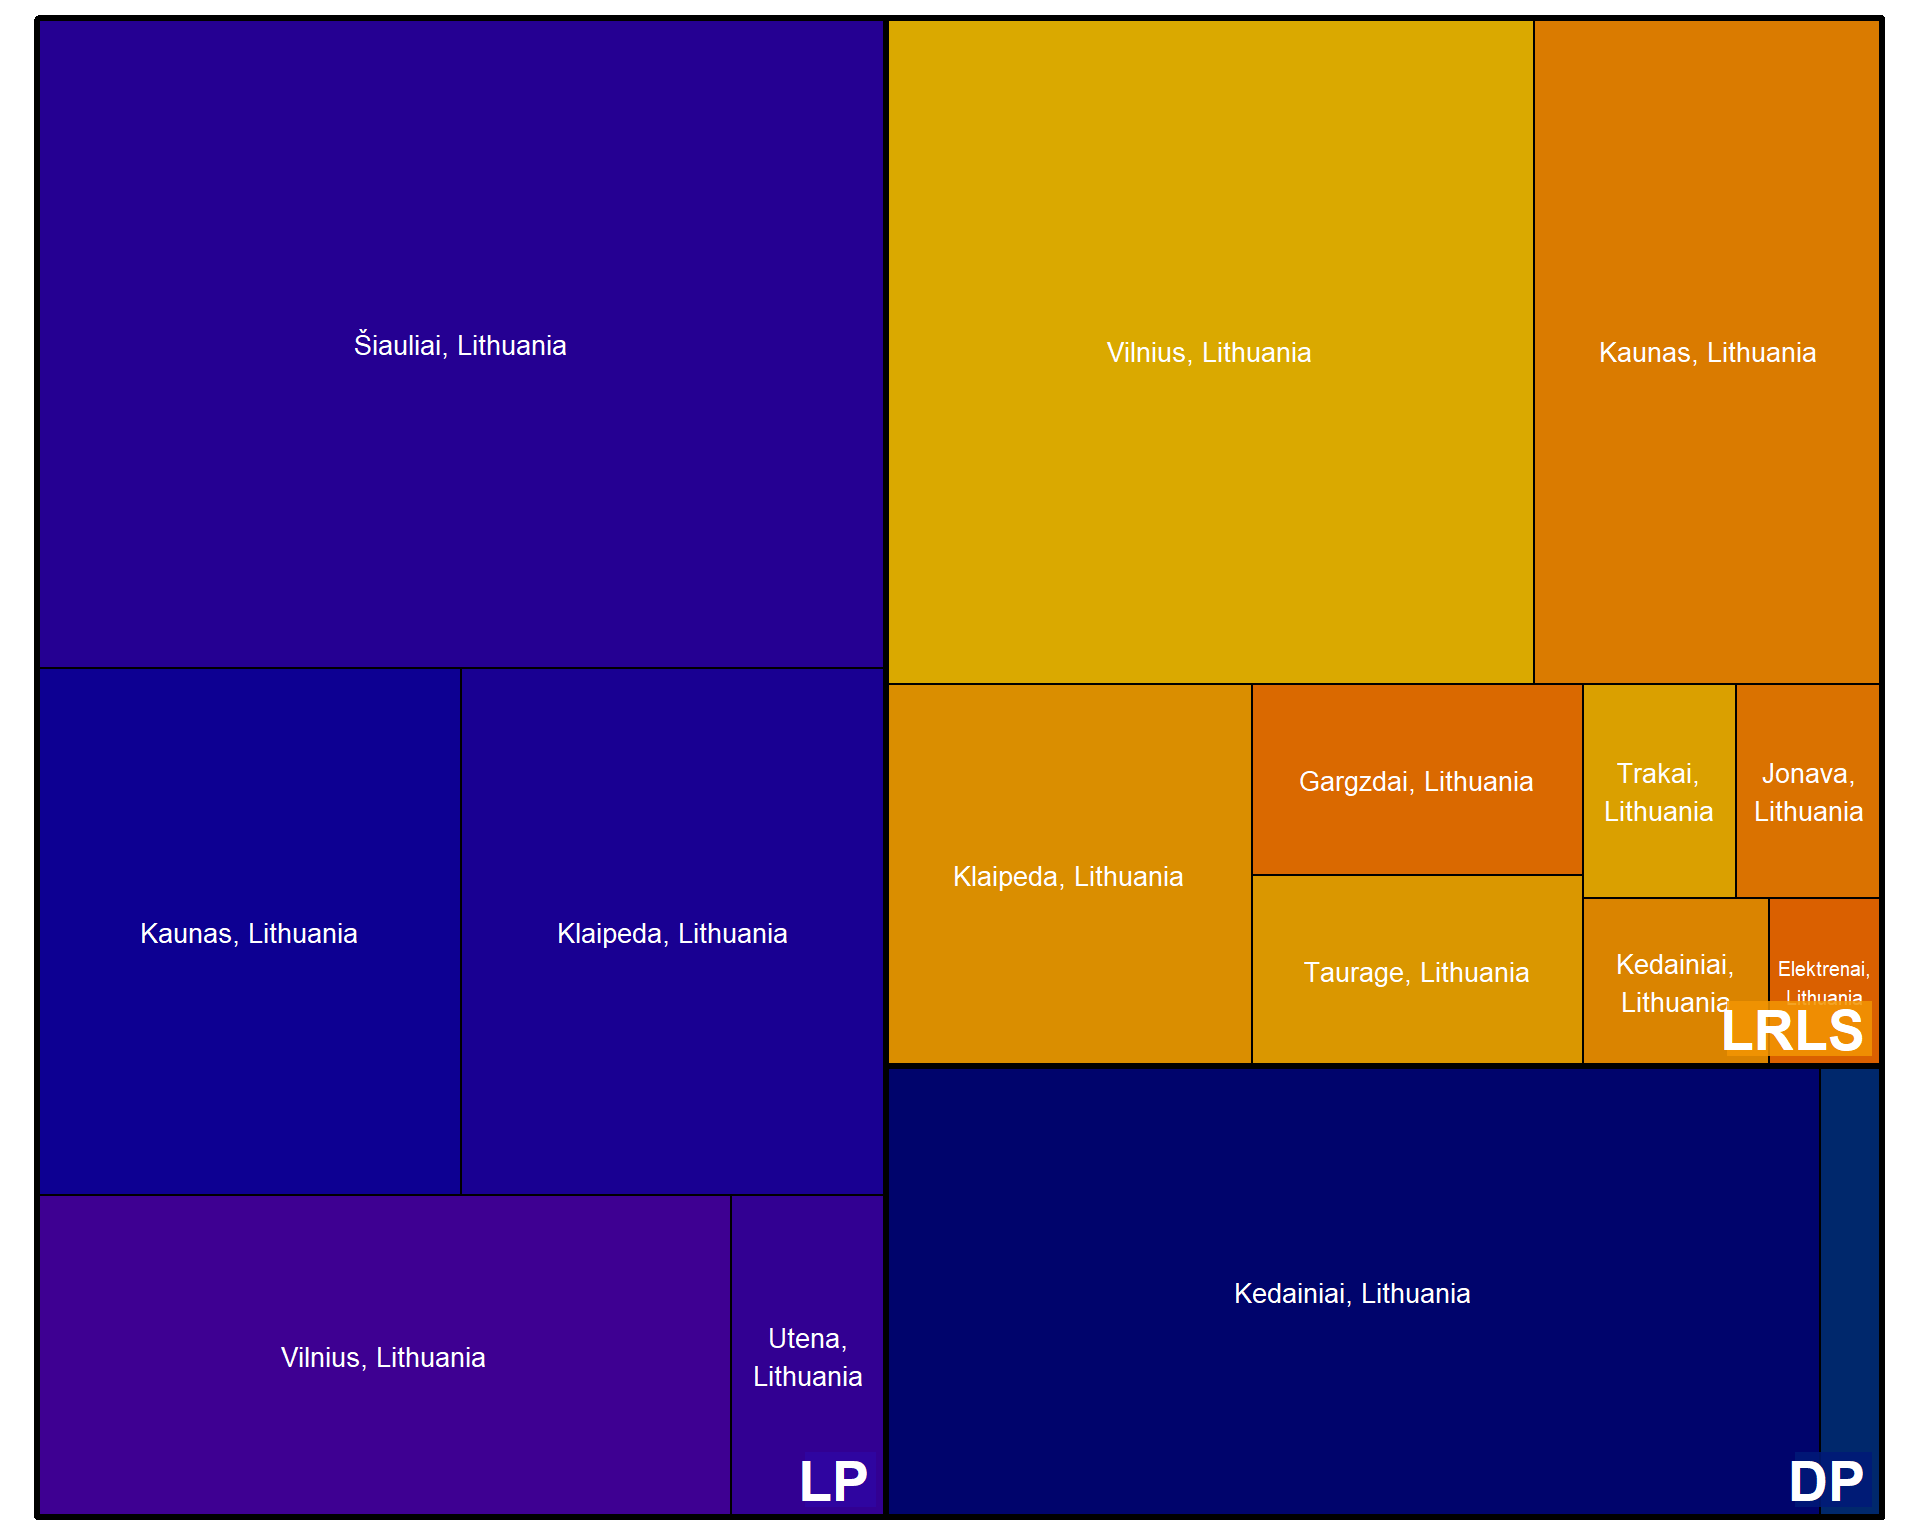 Šiauliai, Lithuania
Kaunas, Lithuania
Klaipeda, Lithuania
Vilnius, Lithuania
Utena,
Lithuania
LP
Vilnius, Lithuania
Kaunas, Lithuania
Klaipeda, Lithuania
Gargzdai, Lithuania
Taurage, Lithuania
Trakai,
Lithuania
Jonava,
Lithuania
Kedainiai,
Lithuania
Elektrenai,
Lithuania
LRLS
Kedainiai, Lithuania
DP